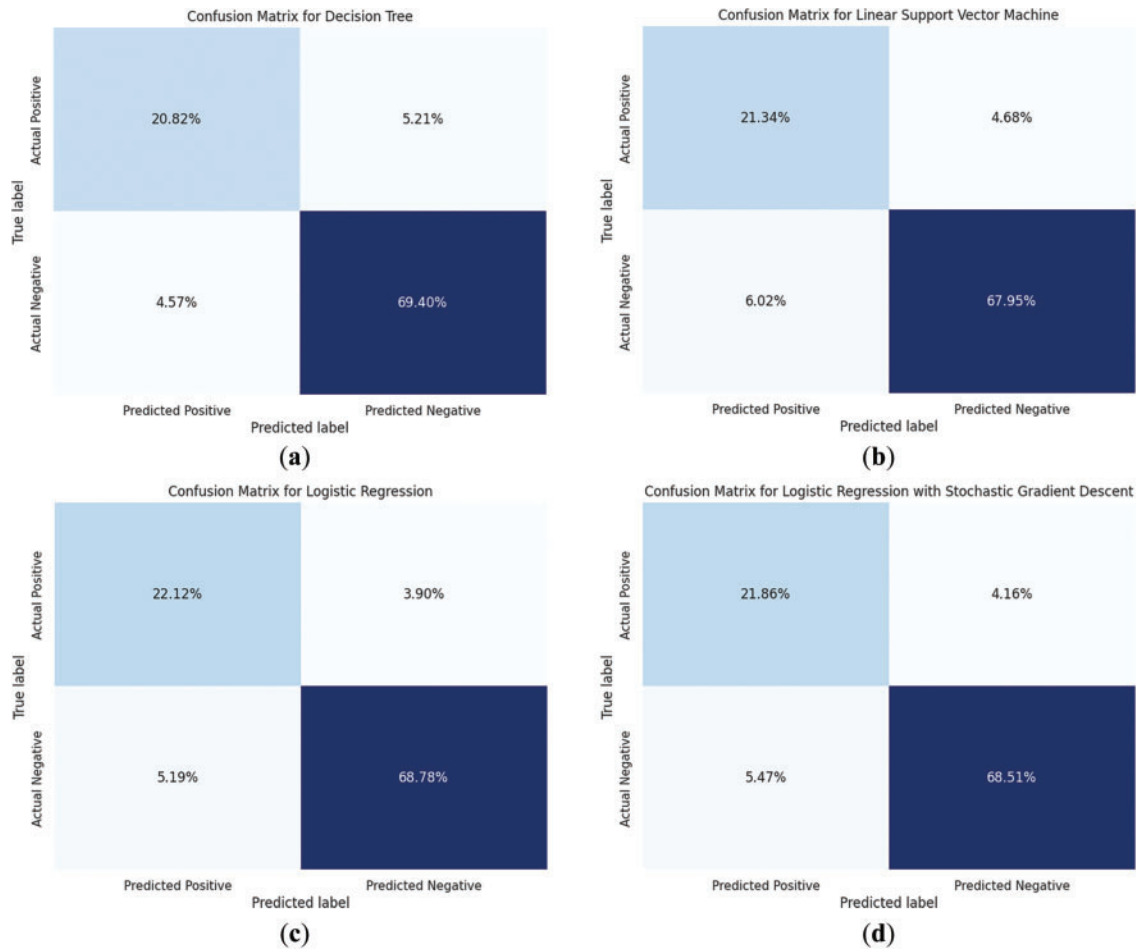 Confusion Matrix for Decision Tree
True label
Actual Positive
Actual Negative
20.82%
5.21%
4.57%
69.40%
Predicted Positive
Predicted Negative
Predicted label
(a)
Confusion Matrix for Linear Support Vector Machine
True label
Actual Positive
Actual Negative
21.34%
4.68%
6.02%
67.95%
Predicted Positive
Predicted Negative
Predicted label
(b)
Confusion Matrix for Logistic Regression
True label
Actual Positive
Actual Negative
22.12%
3.90%
5.19%
68.78%
Predicted Positive
Predicted Negative
Predicted label
(c)
Confusion Matrix for Logistic Regression with Stochastic Gradient Descent
True label
Actual Positive
Actual Negative
21.86%
4.16%
5.47%
68.51%
Predicted Positive
Predicted Negative
Predicted label
(d)